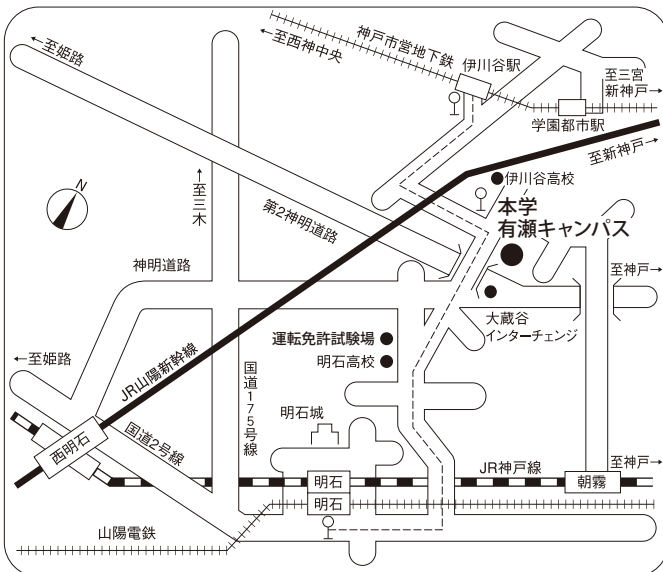 ←至姫路
←至西神中央
神戸市営地下鉄
伊川谷駅
至三宮
新神戸→
学園都市駅
至新神戸→
N
←至三木
第2神明道路
伊川谷高校
本学
有瀬キャンパス
神明道路
至神戸→
大蔵谷
インターチェンジ
運転免許試験場
明石高校
←至姫路
JR山陽新幹線
国道175号線
明石城
西明石
国道2号線
JR神戸線
至神戸→
明石
明石
朝霧
山陽電鉄